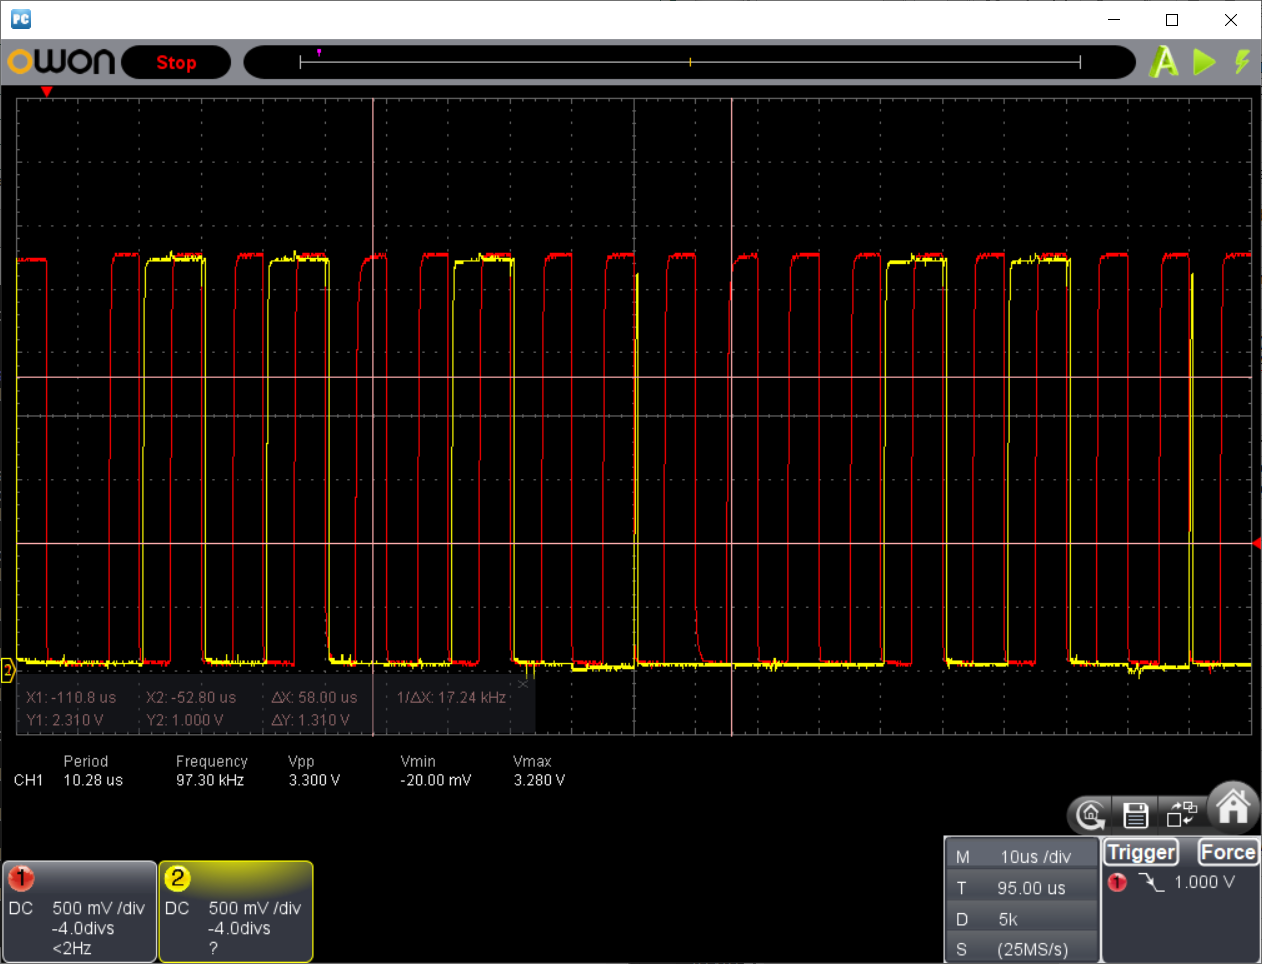 PC
OWON Stop A
2
X1: -110.8 us X2: -52.80 us ΔX: 58.00 us 1/ΔX: 17.24 kHz
Y1: 2.310 V Y2: 1.000 V ΔY: 1.310 V
Period Frequency Vpp Vmin Vmax
CH1 10.28 us 97.30 kHz 3.300 V -20.00 mV 3.280 V
1 2
DC 500 mV /div DC 500 mV /div
-4.0divs -4.0divs
<2Hz ?
M 10us /div
T 95.00 us
D 5k
S (25MS/s)
Trigger Force
1 1.000 V